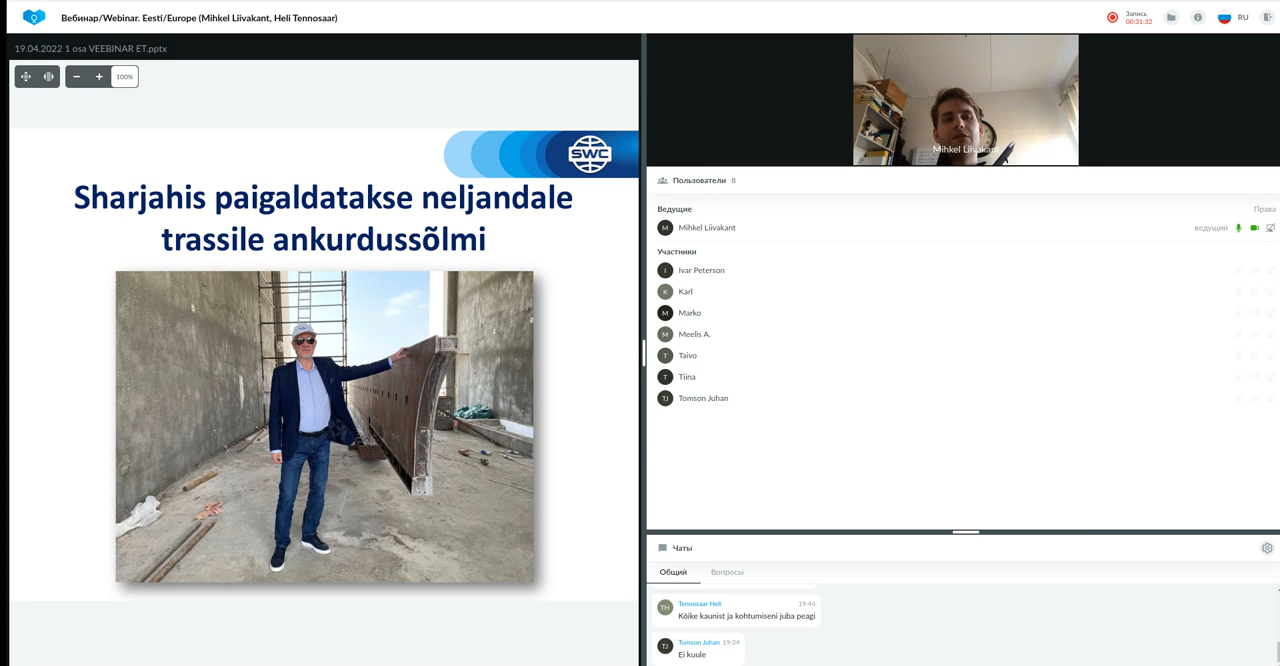 Вебинар/Webinar. Eesti/Europe (Mihkel Liivakant, Heli Tennosaar)
Запись
00:31:32
RU
19.04.2022 1 osa VEEBINAR ET.pptx
100%
SWC
Sharjahis paigaldatakse neljandale
trassile ankurdussõlmi
Mihkel Liivakant
Пользователи 8
Ведущие
Права
M Mihkel Liivakant
ведущий
Участники
I Ivar Peterson
K Karl
M Marko
M Meelis A.
T Taivo
T Tiina
TJ Tomson Juhan
Чаты
Общий
Вопросы
TH Tennosaar Heli 19:46
Kõike kaunist ja kohtumiseni juba peagi
TJ Tomson Juhan 19:34
Ei kuule